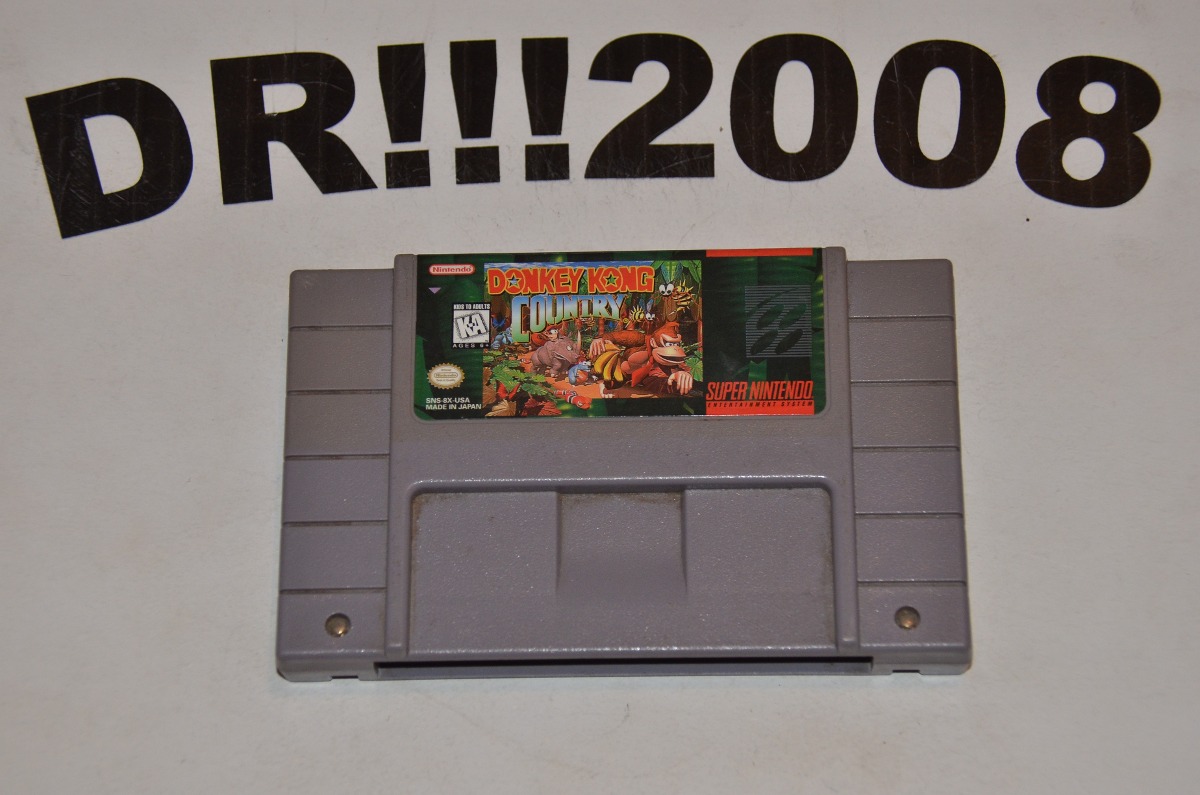 DR!!!2008
Nintendo
DONKEY KONG
COUNTRY
KIDS TO ADULTS
K-A
AGES 6+
Nintendo
SNS-8X-USA
MADE IN JAPAN
SUPER NINTENDO
ENTERTAINMENT SYSTEM